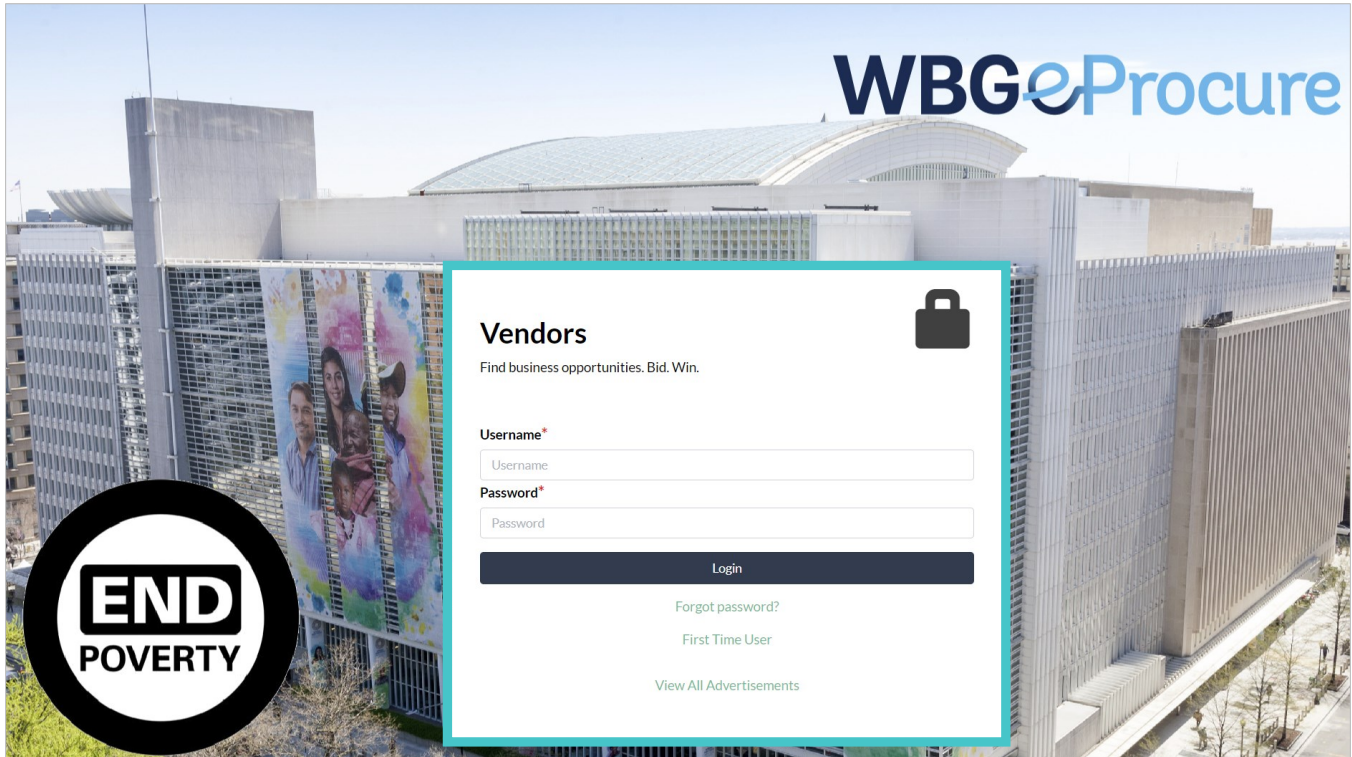 WBGeProcure
Vendors
Find business opportunities. Bid. Win.
Username*
Username
Password*
Password
Login
Forgot password?
First Time User
View All Advertisements
END
POVERTY